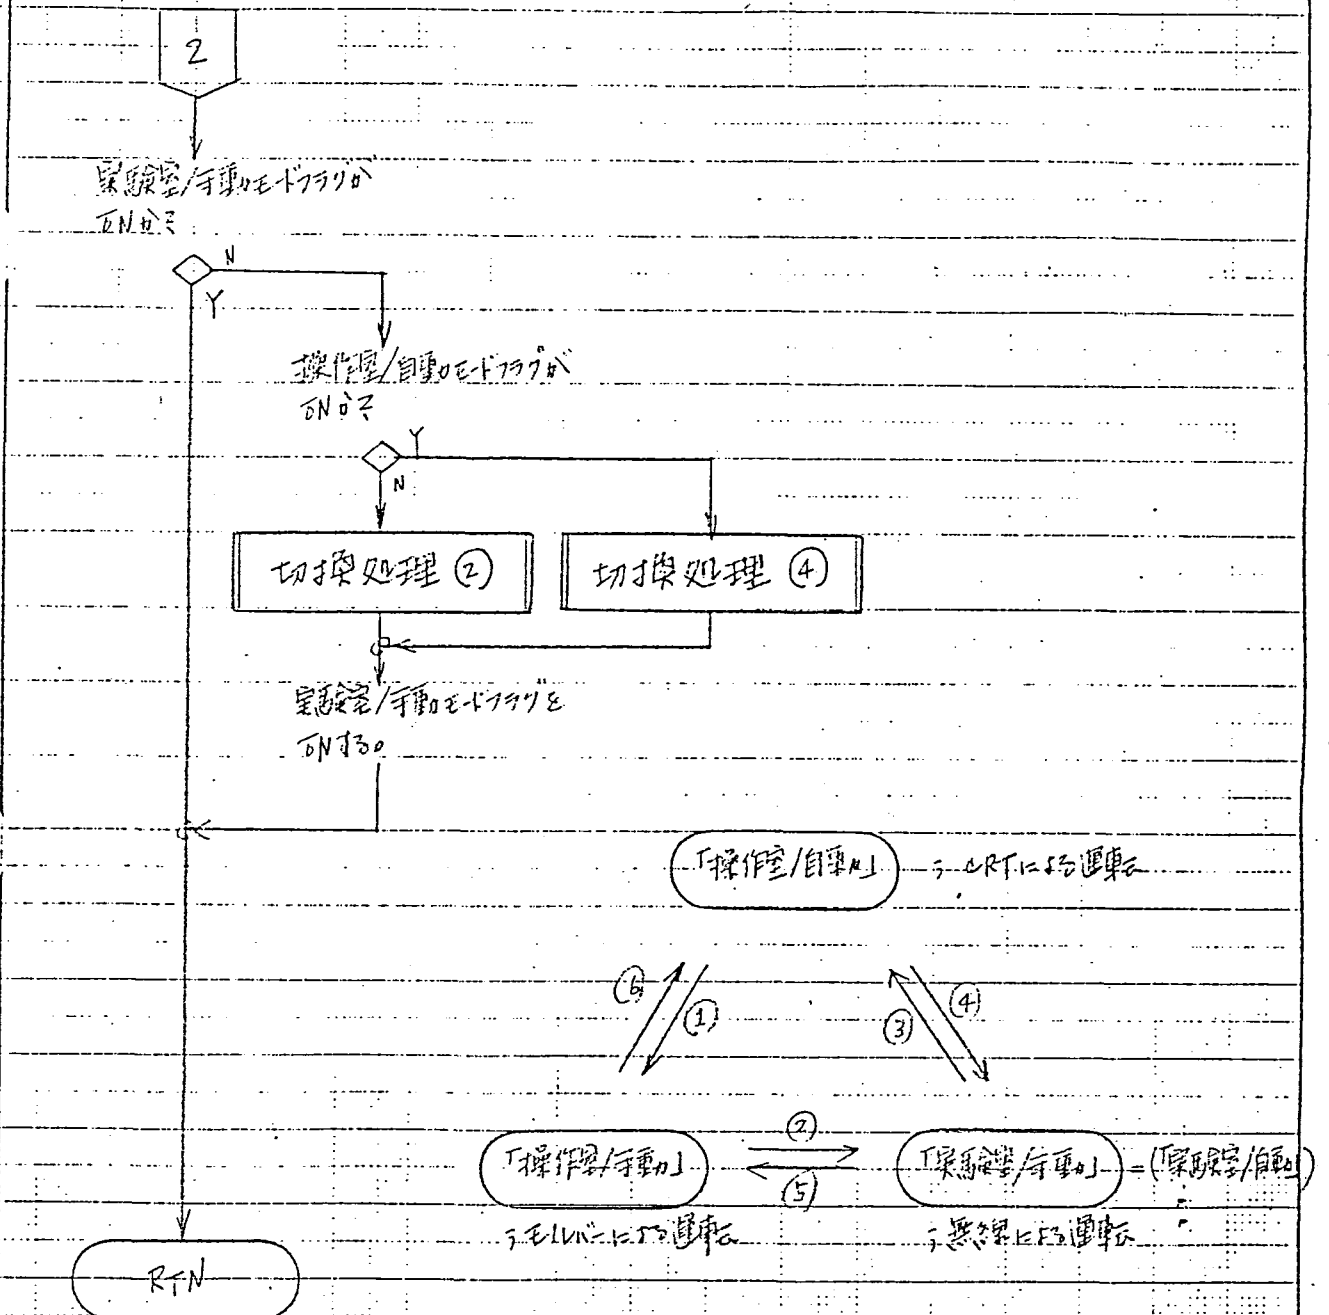 2
実験室/手動モードフラグが
ONか?
N
Y
操作室/自動モードフラグが
ONか?
Y
N
切換処理 ②
切換処理 ④
実験室/手動モードフラグを
ONする。
「操作室/自動」 ; CRTによる運転
⑥
①
③
④
②
⑤
「操作室/手動」
「実験室/手動」 = (「実験室/自動」)
; モノレバーによる運転
; 無線による運転
RTN